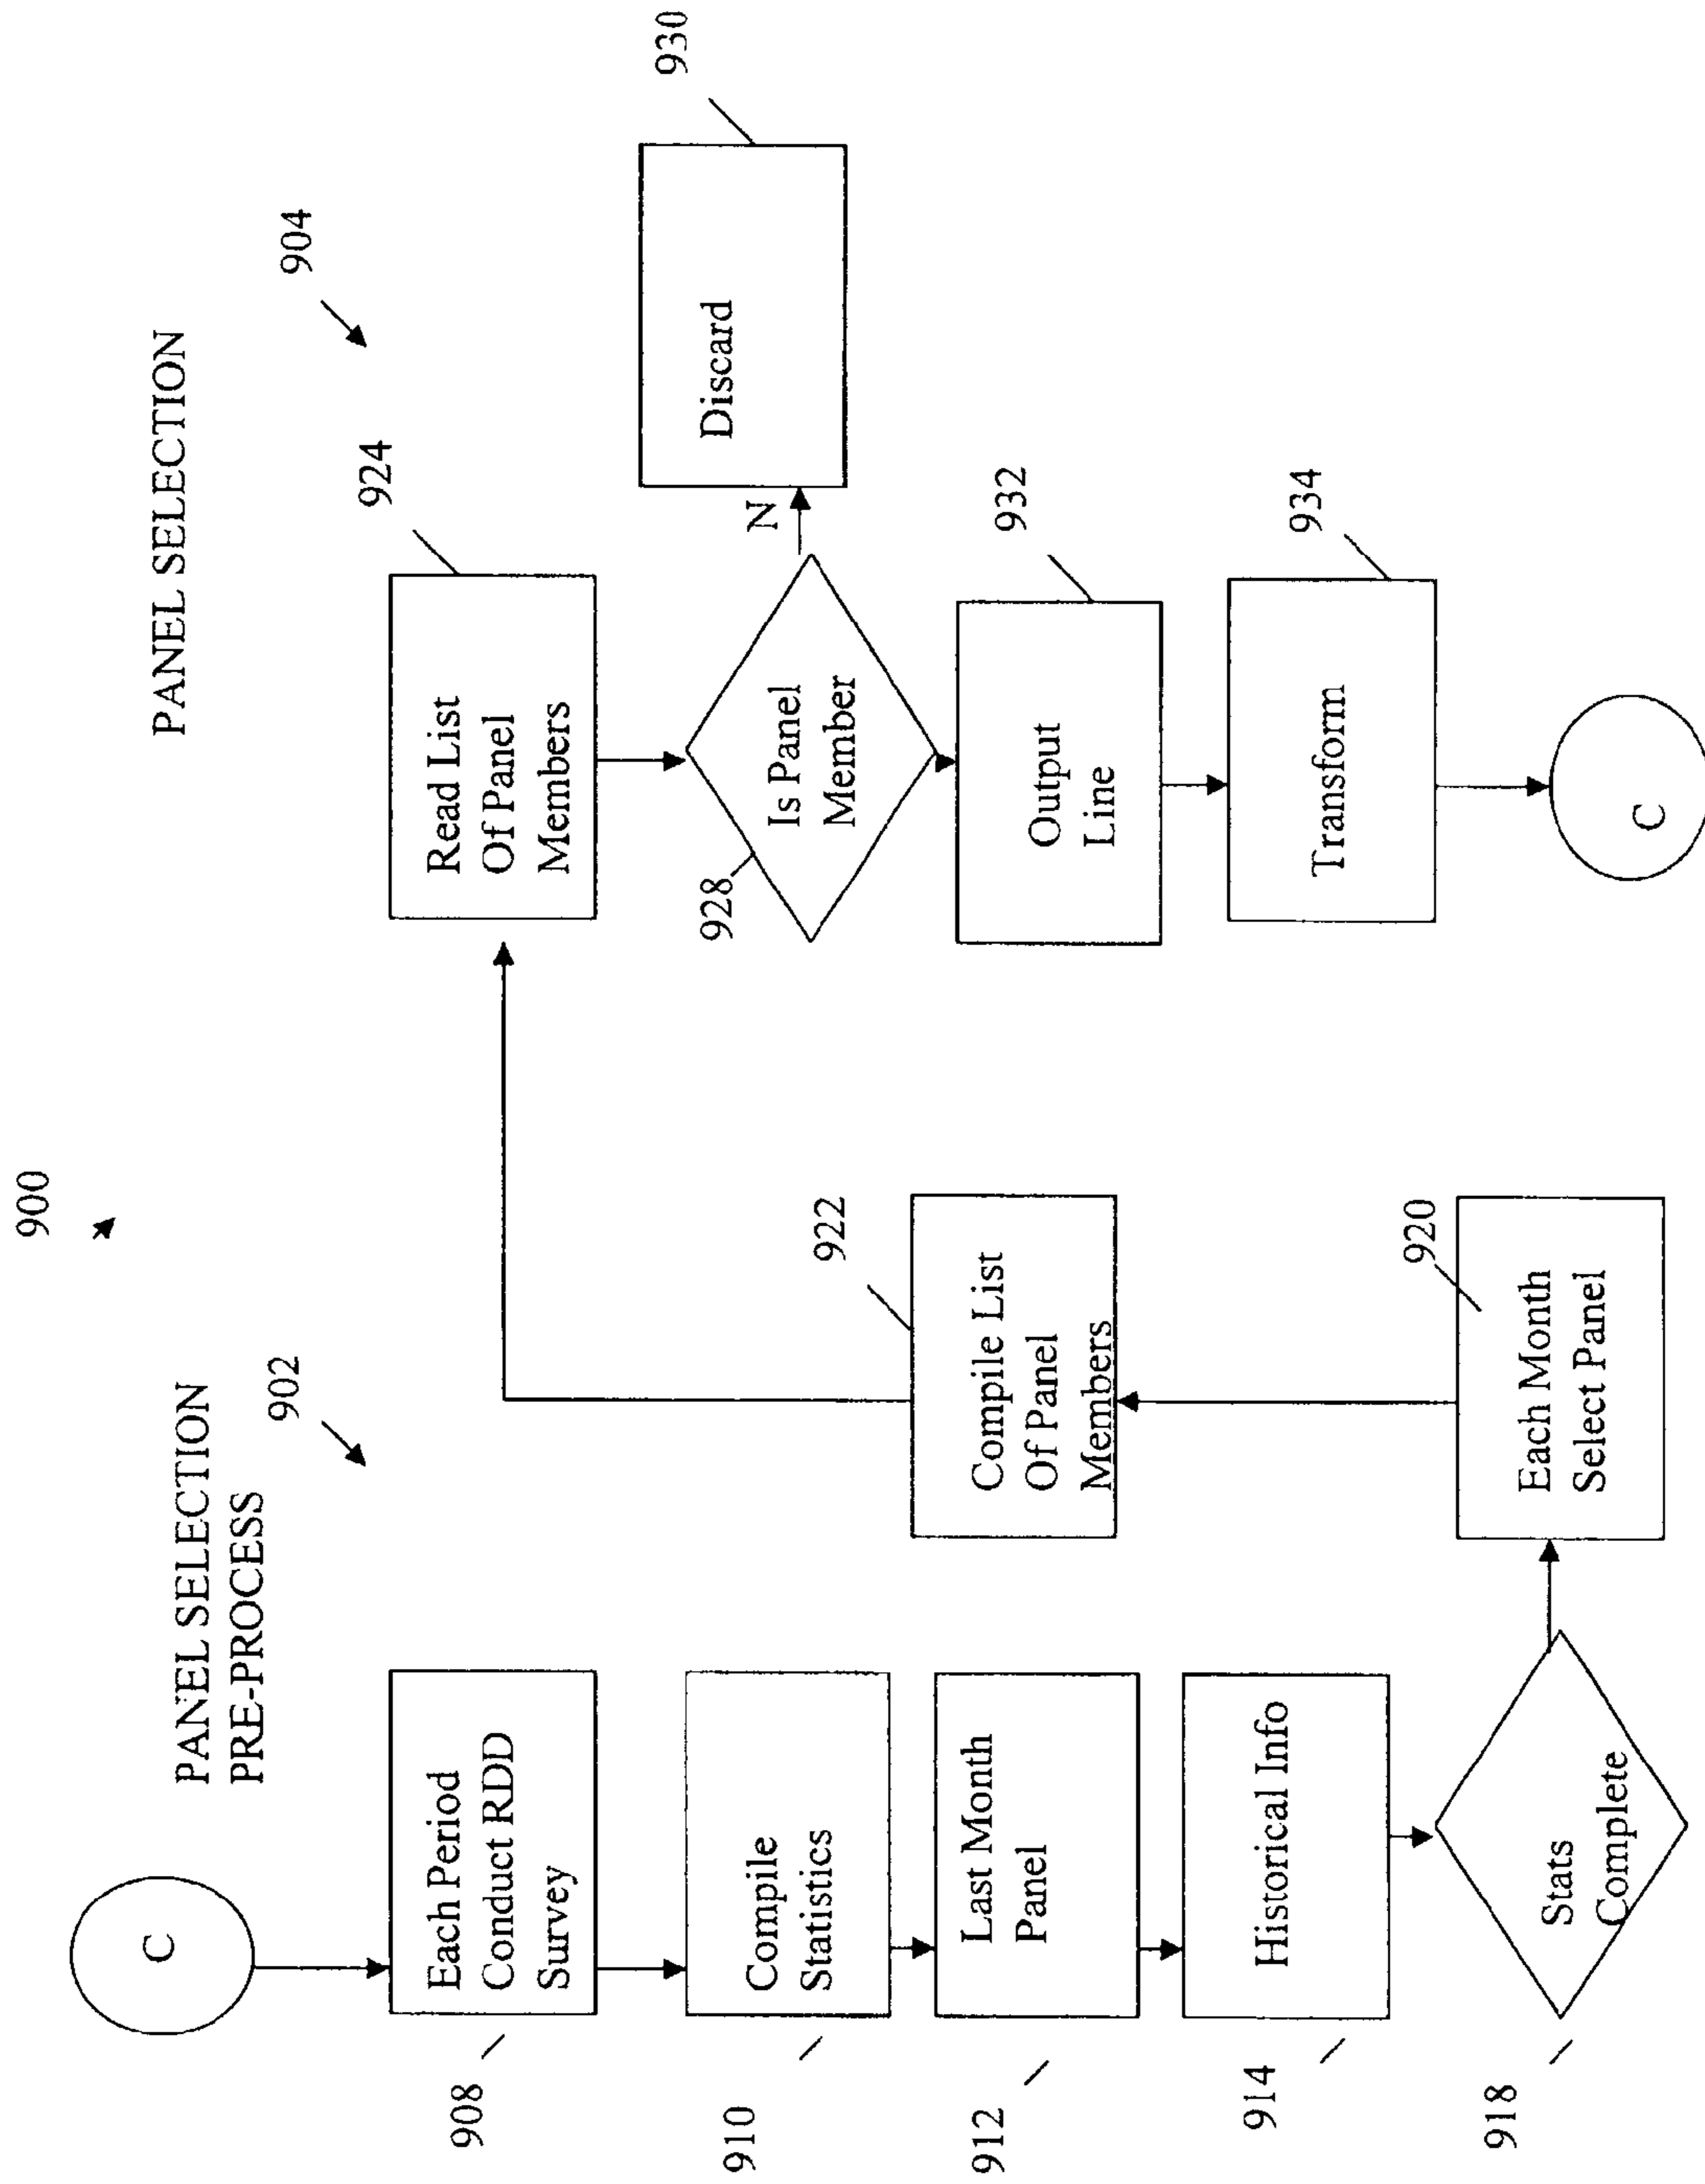 900
PANEL SELECTION
PRE-PROCESS
902
C
908
Each Period
Conduct RDD
Survey
910
Compile
Statistics
912
Last Month
Panel
914
Historical Info
918
Stats
Complete
920
Each Month
Select Panel
922
Compile List
Of Panel
Members
PANEL SELECTION
904
924
Read List
Of Panel
Members
928
Is Panel
Member
N
930
Discard
932
Output
Line
934
Transform
C